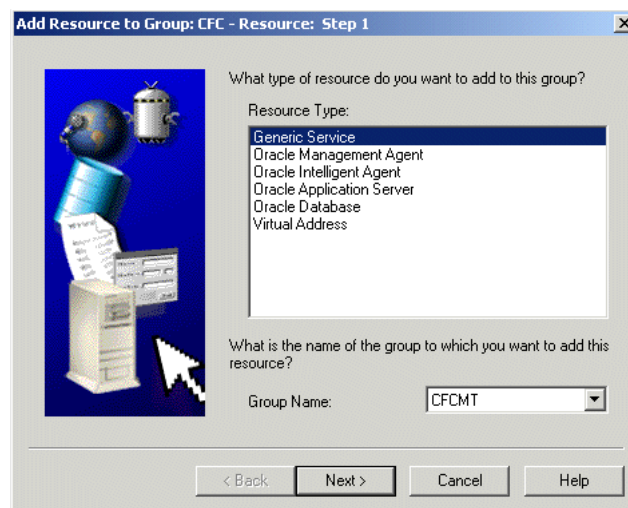 Add Resource to Group: CFC - Resource: Step 1
What type of resource do you want to add to this group?
Resource Type:
Generic Service
Oracle Management Agent
Oracle Intelligent Agent
Oracle Application Server
Oracle Database
Virtual Address
What is the name of the group to which you want to add this
resource?
Group Name:
CFCMT
< Back
Next >
Cancel
Help